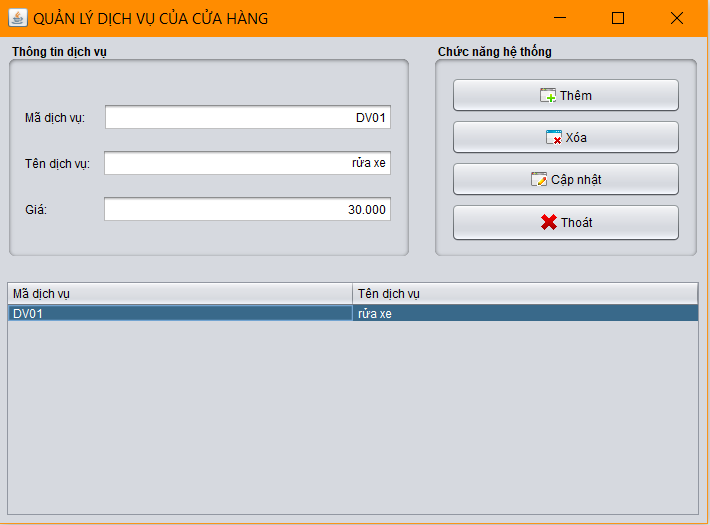 QUẢN LÝ DỊCH VỤ CỦA CỬA HÀNG
Thông tin dịch vụ
Mã dịch vụ: DV01
Tên dịch vụ: rửa xe
Giá: 30.000
Chức năng hệ thống
Thêm
Xóa
Cập nhật
Thoát
Mã dịch vụ Tên dịch vụ
DV01 rửa xe